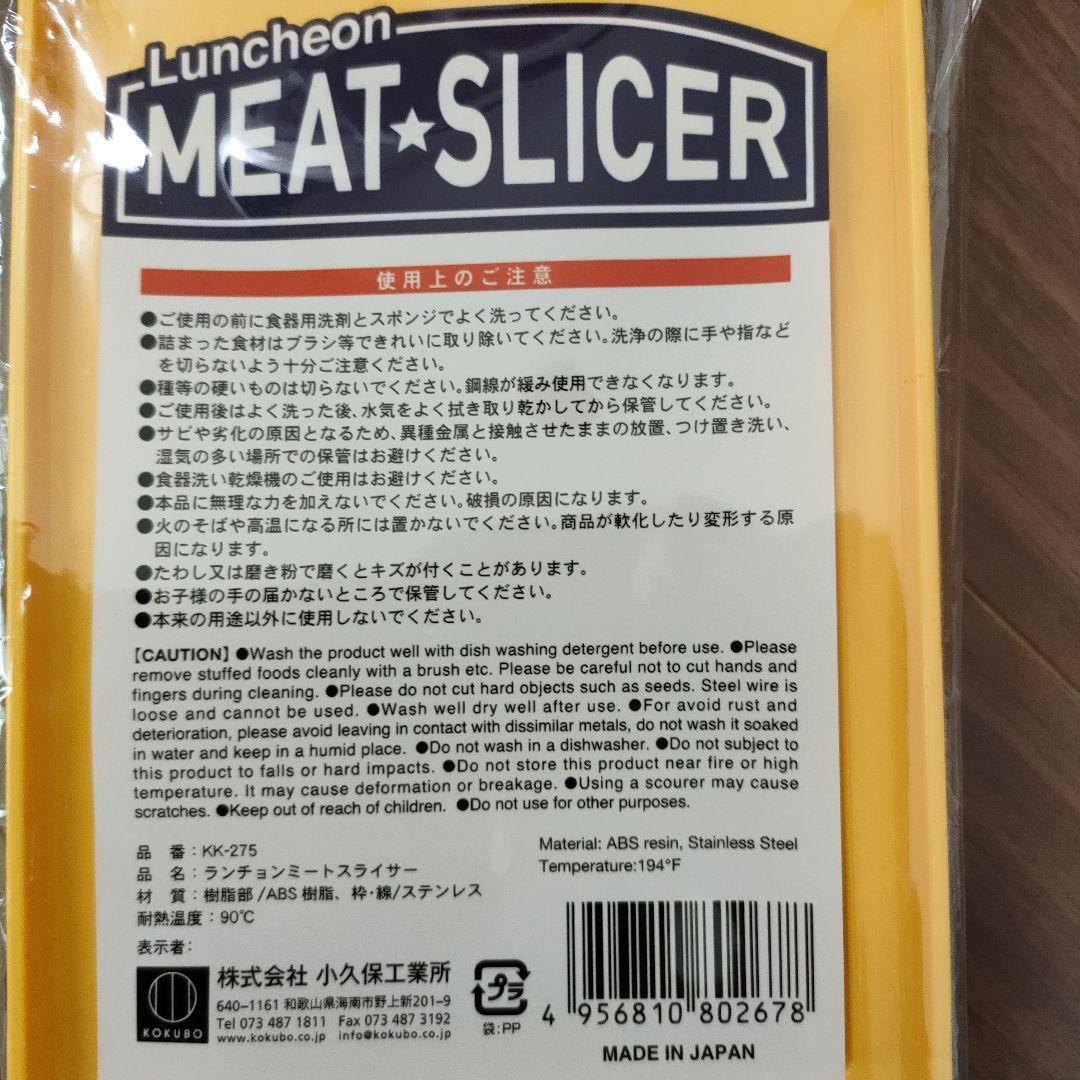 Luncheon
MEAT★SLICER
使用上のご注意
●ご使用の前に食器用洗剤とスポンジでよく洗ってください。
●詰まった食材はブラシ等できれいに取り除いてください。洗浄の際に手や指など
を切らないよう十分ご注意ください。
●種等の硬いものは切らないでください。鋼線が緩み使用できなくなります。
●ご使用後はよく洗った後、水気をよく拭き取り乾かしてから保管してください。
●サビや劣化の原因となるため、異種金属と接触させたままの放置、つけ置き洗い、
湿気の多い場所での保管はお避けください。
●食器洗い乾燥機のご使用はお避けください。
●本品に無理な力を加えないでください。破損の原因になります。
●火のそばや高温になる所には置かないでください。商品が軟化したり変形する原
因になります。
●たわし又は磨き粉で磨くとキズが付くことがあります。
●お子様の手の届かないところで保管してください。
●本来の用途以外に使用しないでください。
【CAUTION】 ●Wash the product well with dish washing detergent before use. ●Please
remove stuffed foods cleanly with a brush etc. Please be careful not to cut hands and
fingers during cleaning. ●Please do not cut hard objects such as seeds. Steel wire is
loose and cannot be used. ●Wash well dry well after use. ●For avoid rust and
deterioration, please avoid leaving in contact with dissimilar metals, do not wash it soaked
in water and keep in a humid place. ●Do not wash in a dishwasher. ●Do not subject to
this product to falls or hard impacts. ●Do not store this product near fire or high
temperature. It may cause deformation or breakage. ●Using a scourer may cause
scratches. ●Keep out of reach of children. ●Do not use for other purposes.
品 番：KK-275
品 名：ランチョンミートスライサー
材 質：樹脂部/ABS樹脂、枠・線/ステンレス
耐熱温度：90℃
Material: ABS resin, Stainless Steel
Temperature:194°F
表示者：
KOKUBO
株式会社 小久保工業所
640-1161 和歌山県海南市野上新201-9
Tel 073 487 1811 Fax 073 487 3192
www.kokubo.co.jp info@kokubo.co.jp
プラ
袋:PP
4 956810 802678
MADE IN JAPAN